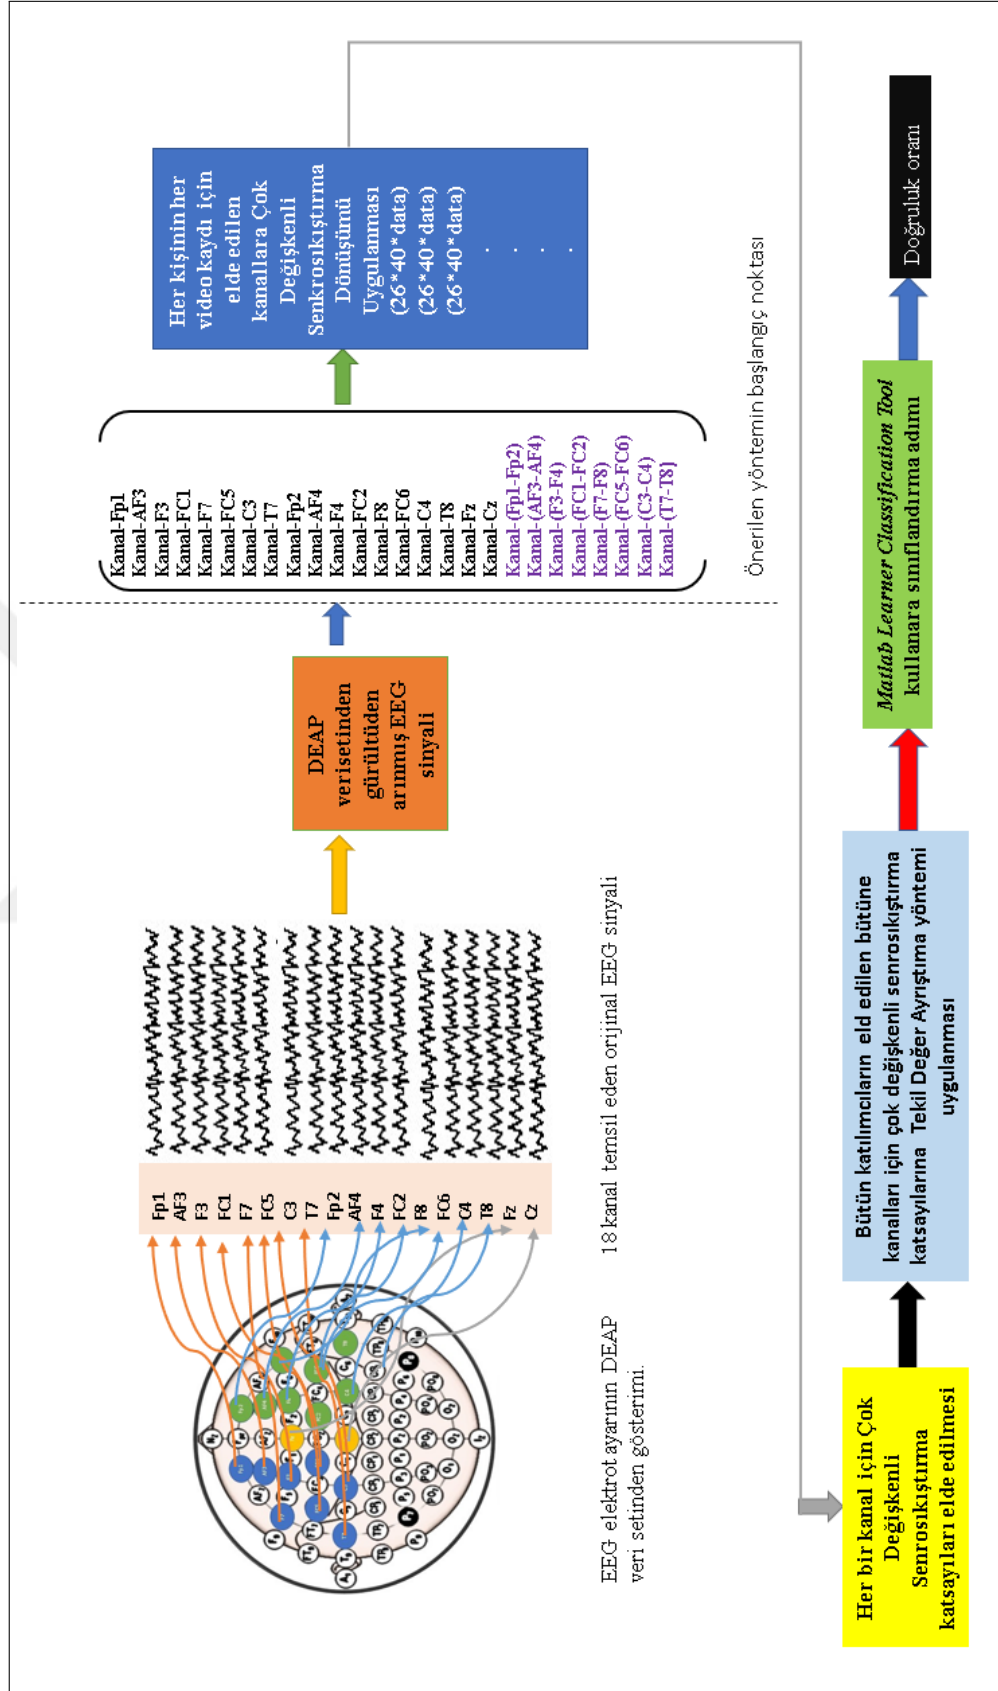 Fp1
AF3
F3
FC1
F7
FC5
C3
T7
Fp2
AF4
F4
FC2
F8
FC6
C4
T8
Fz
Cz
EEG elektrot ayarının DEAP
veri setinden gösterimi.
18 kanal temsil eden orijinal EEG sinyali
DEAP
verisetinden
gürültüden
arınmış EEG
sinyali
Kanal-Fp1
Kanal-AF3
Kanal-F3
Kanal-FC1
Kanal-F7
Kanal-FC5
Kanal-C3
Kanal-T7
Kanal-Fp2
Kanal-AF4
Kanal-F4
Kanal-FC2
Kanal-F8
Kanal-FC6
Kanal-C4
Kanal-T8
Kanal-Fz
Kanal-Cz
Kanal-(Fp1-Fp2)
Kanal-(AF3-AF4)
Kanal-(F3-F4)
Kanal-(FC1-FC2)
Kanal-(F7-F8)
Kanal-(FC5-FC6)
Kanal-(C3-C4)
Kanal-(T7-T8)
Önerilen yöntemin başlangıç noktası
Her kişinin her
video kaydı için
elde edilen
kanallara Çok
Değişkenli
Senkrosıkıştırma
Dönüşümü
Uygulanması
(26*40*data)
(26*40*data)
(26*40*data)
.
.
.
.
Her bir kanal için Çok
Değişkenli
Senrosıkıştırma
katsayıları elde edilmesi
Bütün katılımcıların eld edilen bütüne
kanalları için çok değişkenli senrosıkıştırma
katsayılarına Tekil Değer Ayrıştıma yöntemi
uygulanması
Matlab Learner Classification Tool
kullanara sınıflandırma adımı
Doğruluk oranı